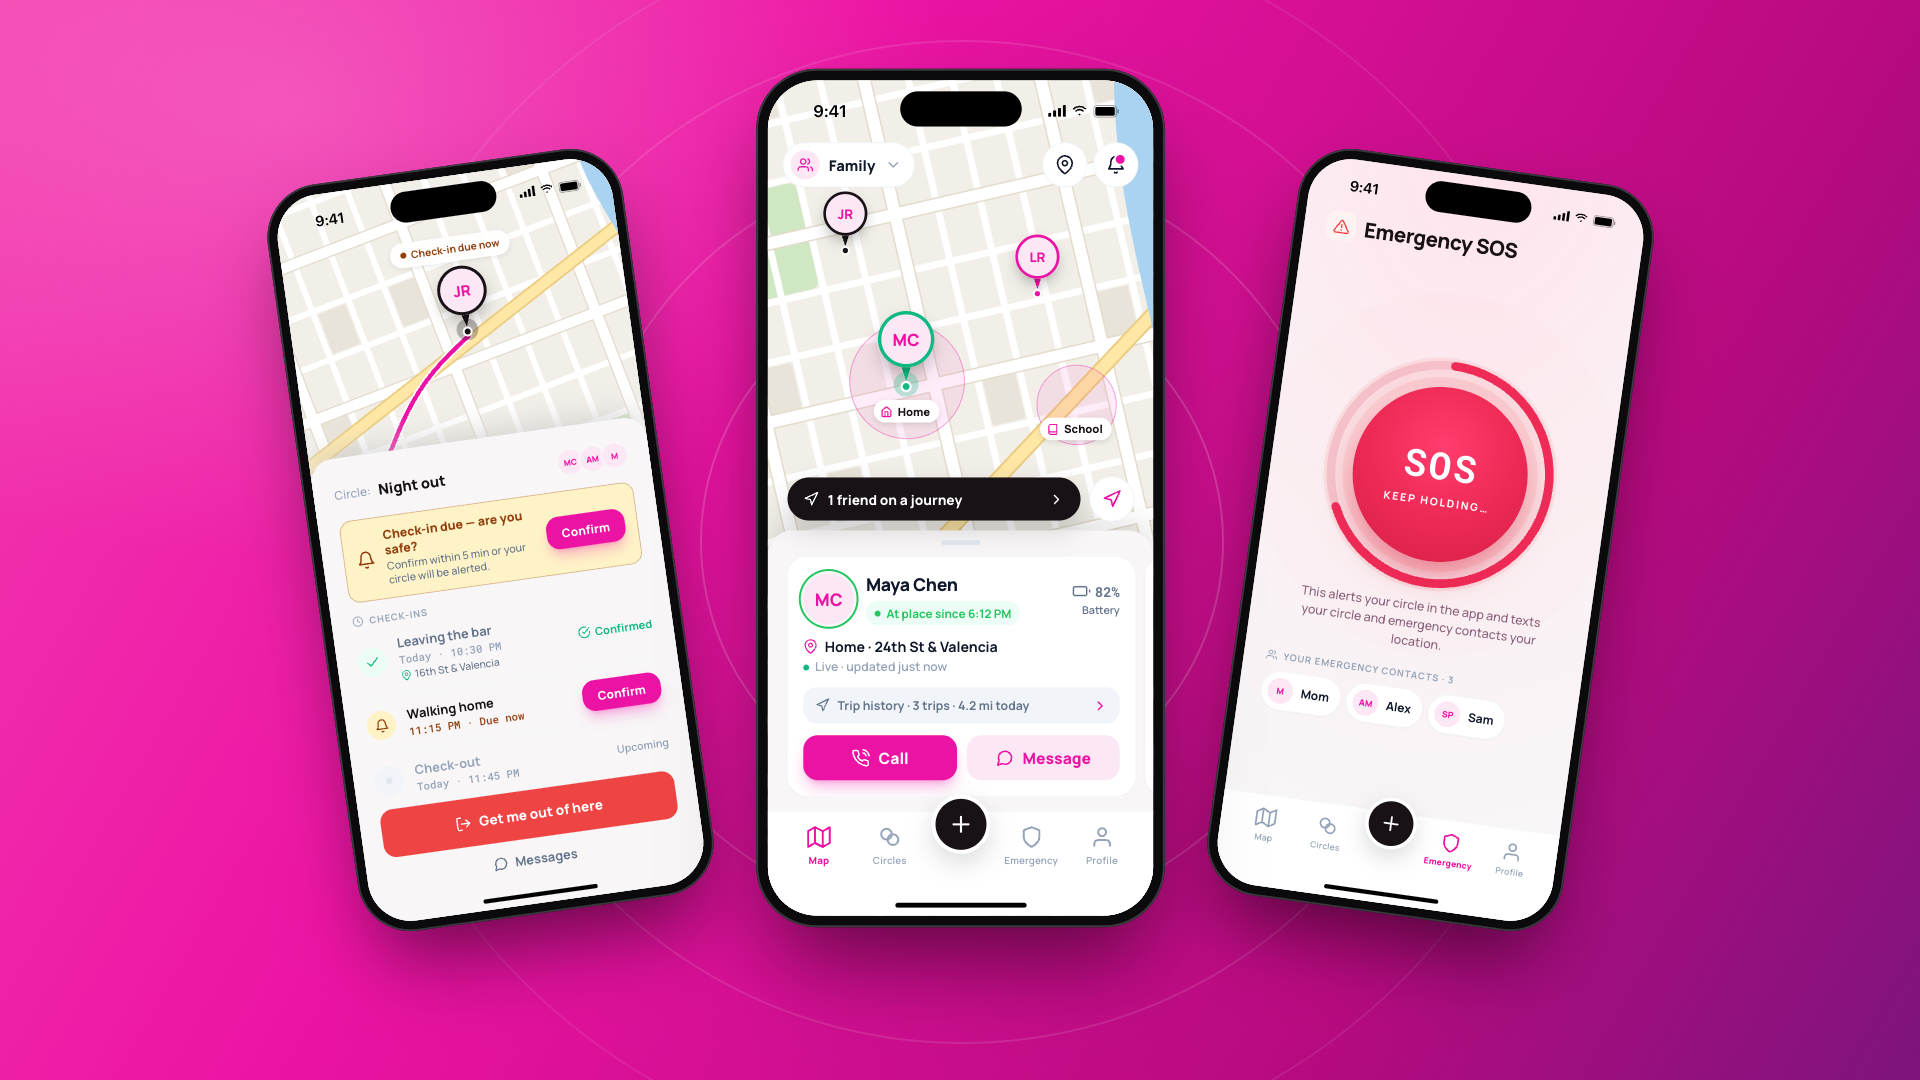 9:41
Check-in due now
JR
Circle: Night out
MC AM M
Check-in due — are you
safe?
Confirm within 5 min or your
circle will be alerted.
Confirm
CHECK-INS
Leaving the bar
Today · 10:30 PM
16th St & Valencia
Confirmed
Walking home
11:15 PM · Due now
Confirm
Check-out
Today · 11:45 PM
Upcoming
Get me out of here
Messages
9:41
Family
JR
LR
MC
Home
School
1 friend on a journey
MC
Maya Chen
At place since 6:12 PM
82%
Battery
Home · 24th St & Valencia
Live · updated just now
Trip history · 3 trips · 4.2 mi today
Call
Message
Map
Circles
Emergency
Profile
9:41
Emergency SOS
SOS
KEEP HOLDING…
This alerts your circle in the app and texts
your circle and emergency contacts your
location.
YOUR EMERGENCY CONTACTS · 3
M Mom
AM Alex
SP Sam
Map
Circles
Emergency
Profile